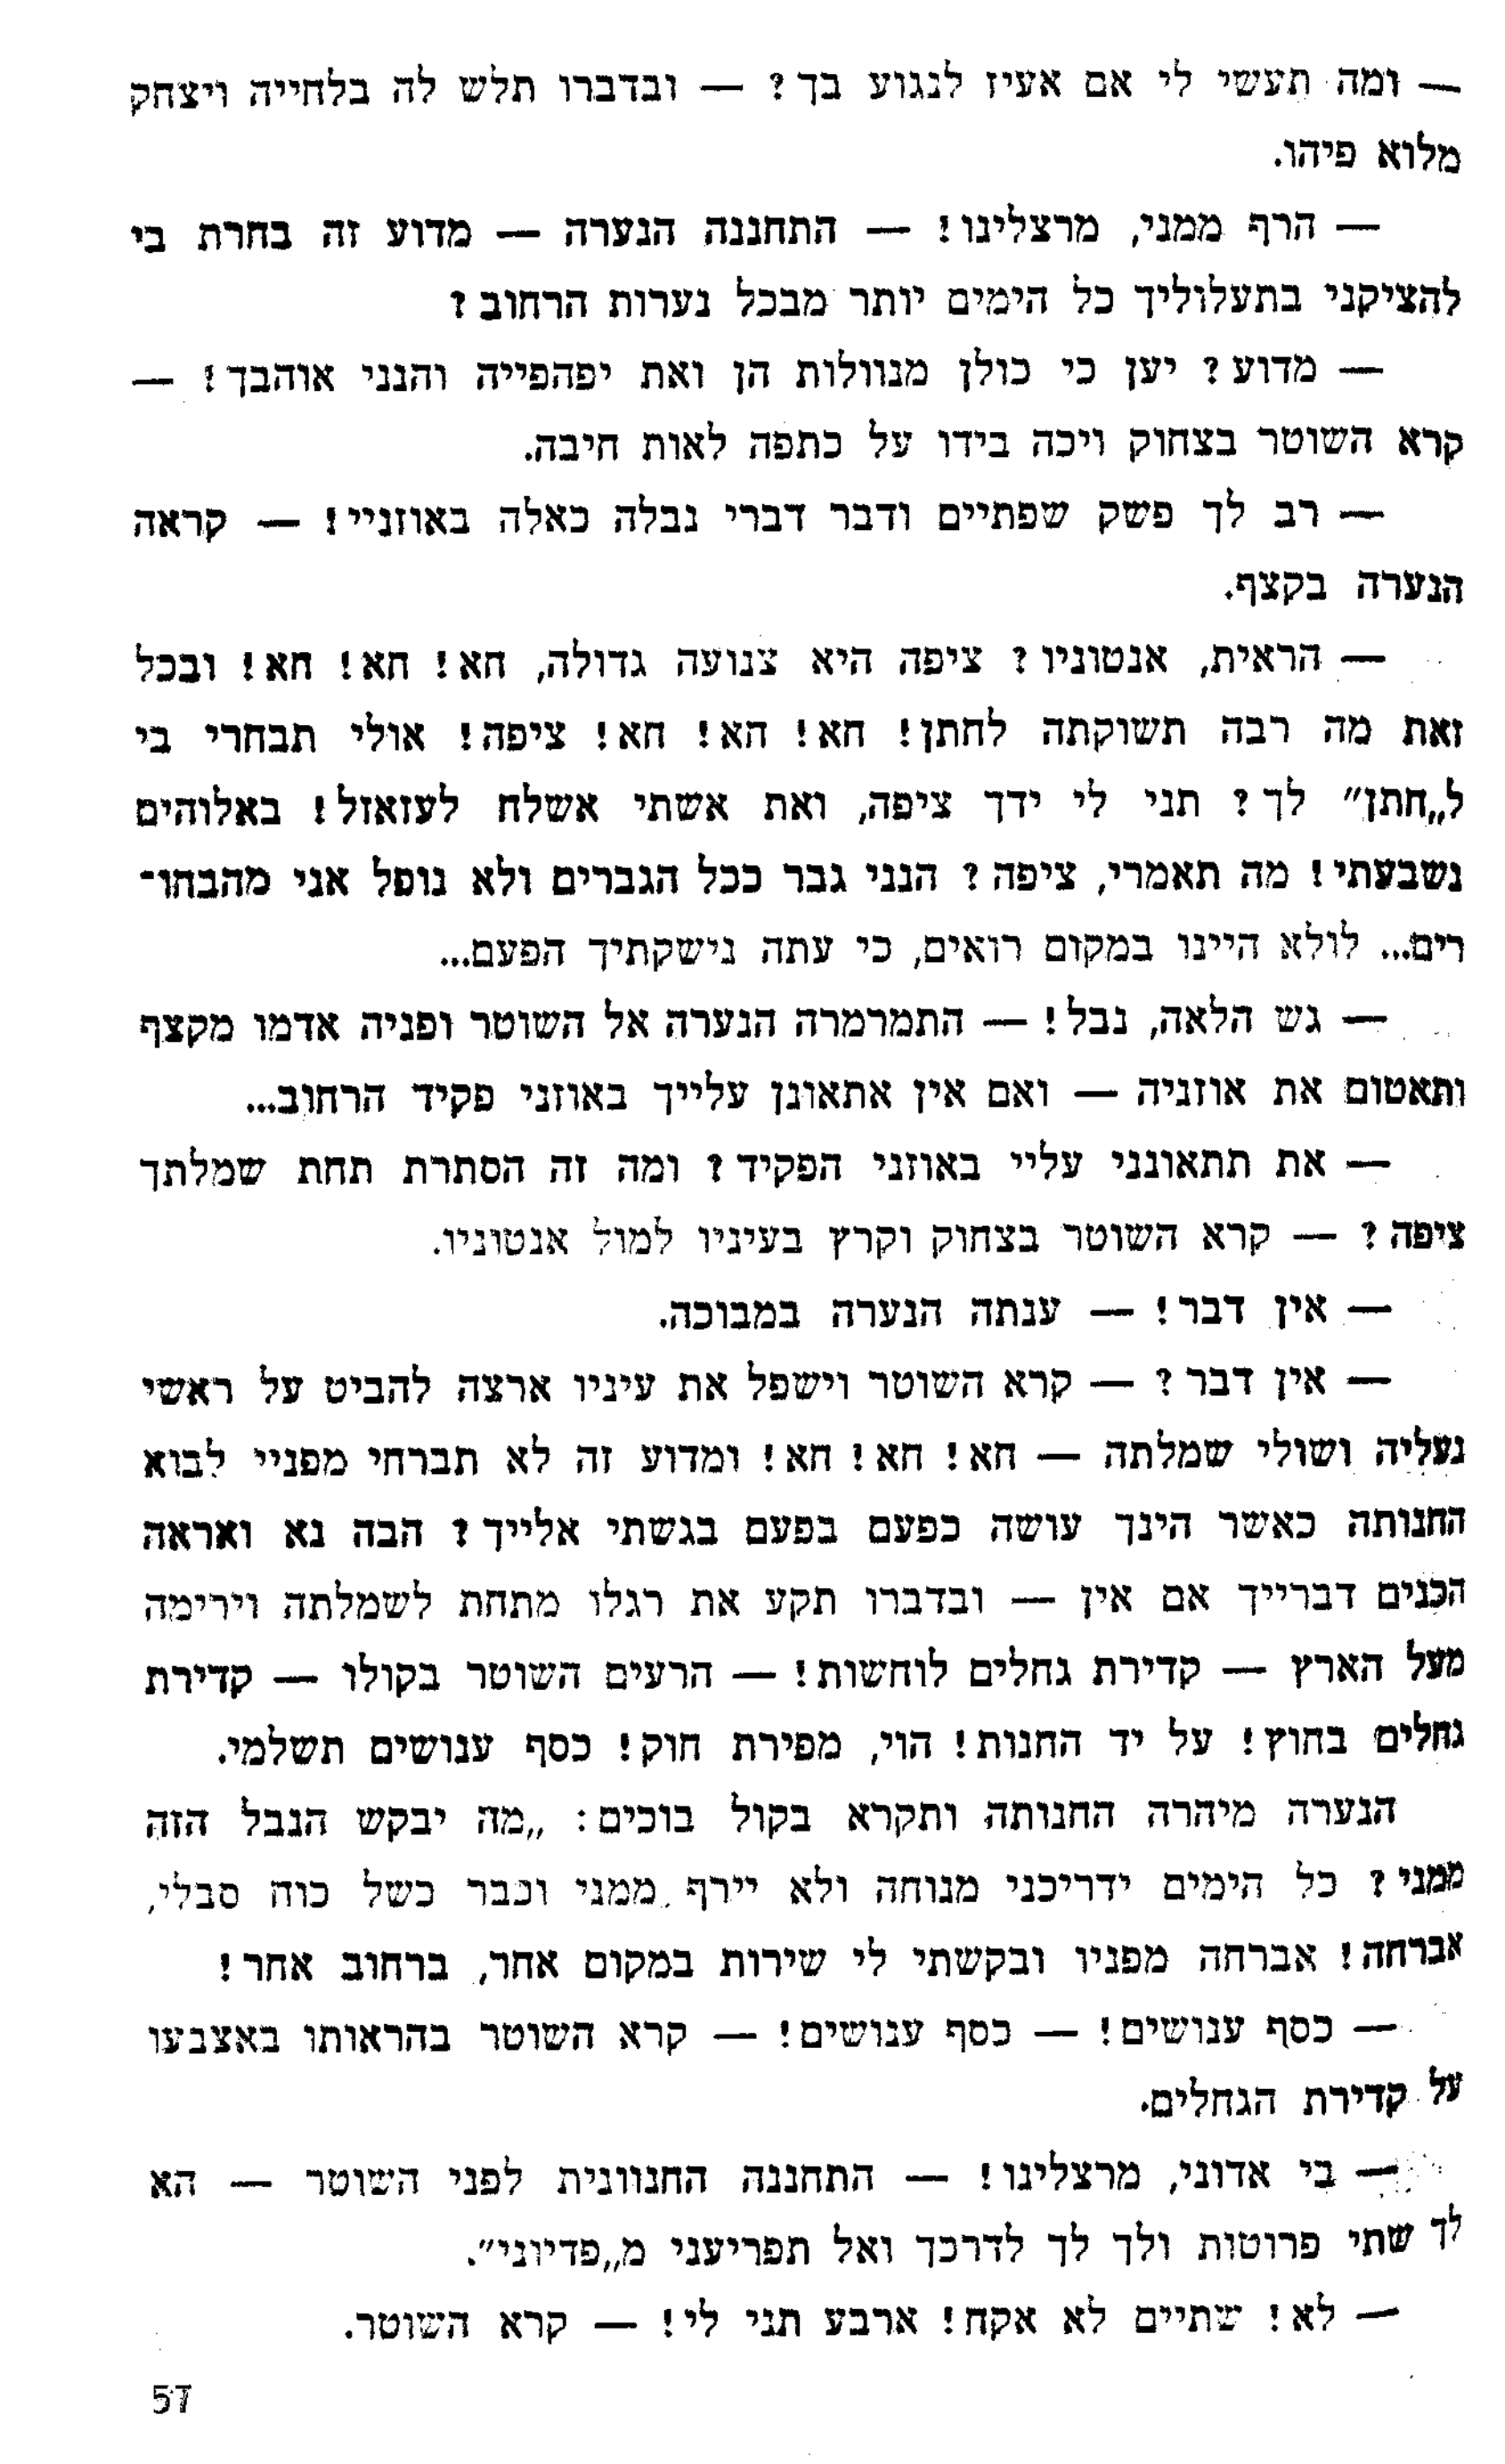 — ומה תעשי לי אם אעיז לנגוע בך? — ובדברו תלש לה בלחייה ויצחק
מלוא פיהו.
— הרף ממני, מרצלינו! — התחננה הנערה — מדוע זה בחרת בי
להציקני בתעלוליך כל הימים יותר מבכל נערות הרחוב?
— מדוע? יען כי כולן מנוולות הן ואת יפהפייה והנני אוהבך! —
קרא השוטר בצחוק ויכה בידו על כתפה לאות חיבה.
— רב לך פשק שפתיים ודבר דברי נבלה כאלה באוזניי! — קראה
הנערה בקצף.
— הראית, אנטוניו? ציפה היא צנועה גדולה, חא! חא! חא! ובכל
זאת מה רבה תשוקתה לחתן! חא! הא! חא! ציפה! אולי תבחרי בי
ל„חתן" לך? תני לי ידך ציפה, ואת אשתי אשלח לעזאזל! באלוהים
נשבעתי! מה תאמרי, ציפה? הנני גבר ככל הגברים ולא נופל אני מהבחו־
רים... לולא היינו במקום רואים, כי עתה נישקתיך הפעם...
— גש הלאה, נבל! — התמרמרה הנערה אל השוטר ופניה אדמו מקצף
ותאטום את אוזניה — ואם אין אתאונן עלייך באוזני פקיד הרחוב...
— את תתאונני עליי באוזני הפקיד? ומה זה הסתרת תחת שמלתך
ציפה? — קרא השוטר בצחוק וקרץ בעיניו למול אנטוניו.
— אין דבר! — ענתה הנערה במבוכה.
— אין דבר? — קרא השוטר וישפל את עיניו ארצה להביט על ראשי
נעליה ושולי שמלתה — חא! חא! חא! ומדוע זה לא תברחי מפניי לבוא
החנותה כאשר הינך עושה כפעם בפעם בגשתי אלייך? הבה נא ואראה
הכנים דברייך אם אין — ובדברו תקע את רגלו מתחת לשמלתה וירימה
מעל הארץ — קדירת גחלים לוחשות! — הרעים השוטר בקולו — קדירת
גחלים בחוץ! על יד החנות! הוי, מפירת חוק! כסף ענושים תשלמי.
הנערה מיהרה החנותה ותקרא בקול בוכים: „מה יבקש הנבל הזה
ממני? כל הימים ידריכני מנוחה ולא יירף ממני וכבר כשל כוח סבלי,
אברחה! אברחה מפניו ובקשתי לי שירות במקום אחר, ברחוב אחר!
— כסף ענושים! — כסף ענושים! — קרא השוטר בהראותו באצבעו
על קדירת הגחלים.
— בי אדוני, מרצלינו! — התחננה החנוונית לפני השוטר — הא
לך שתי פרוטות ולך לך לדרכך ואל תפריעני מ„פדיוני".
— לא! שתיים לא אקח! ארבע תני לי! — קרא השוטר.
57